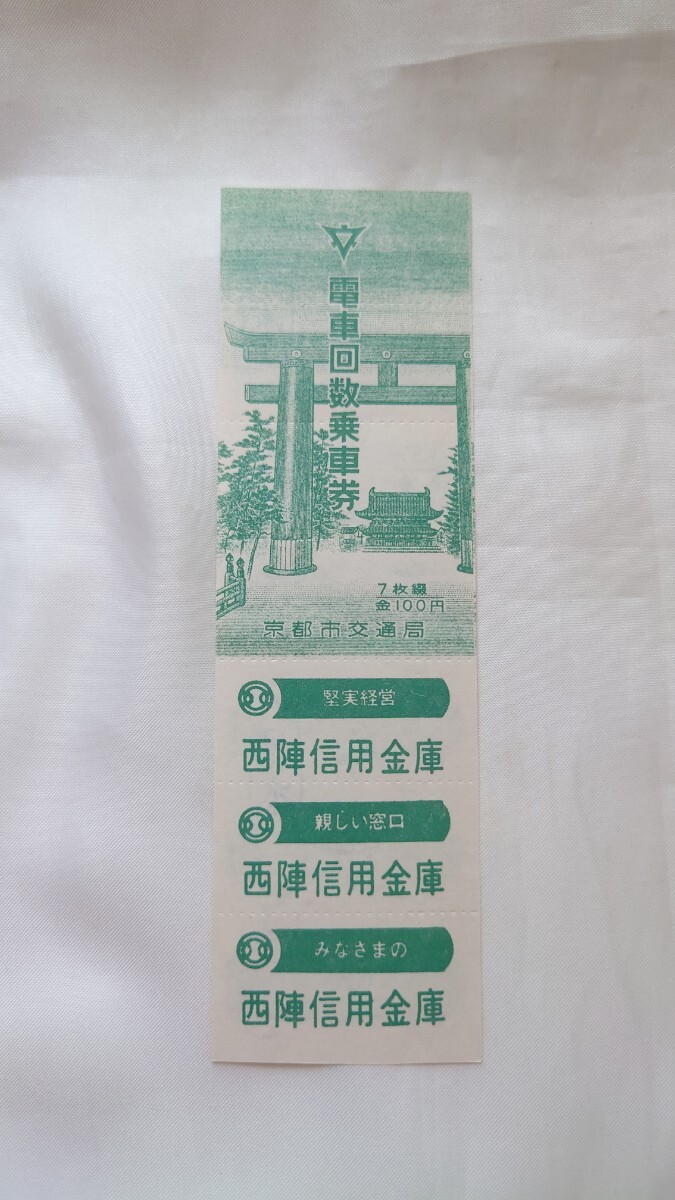 電車回数乗車券
7枚綴
金100円
京都市交通局
堅実経営
西陣信用金庫
親しい窓口
西陣信用金庫
みなさまの
西陣信用金庫